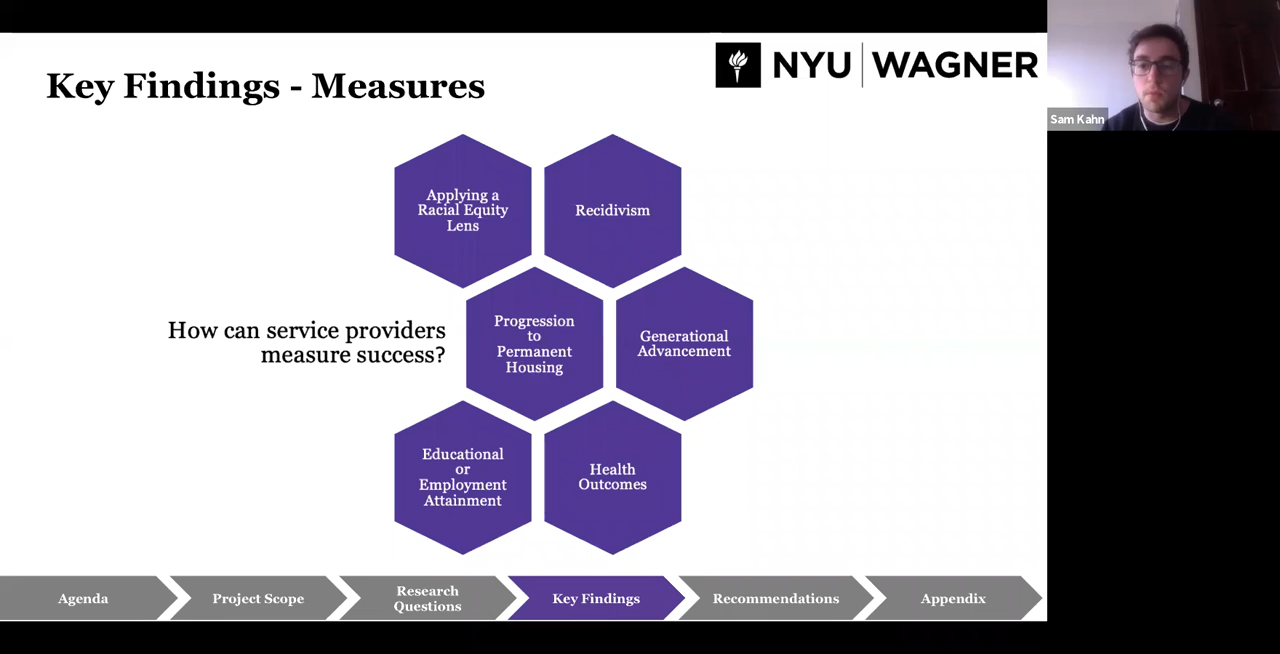 Key Findings - Measures
NYU WAGNER
Sam Kahn
Applying a
Racial Equity
Lens
Recidivism
How can service providers
measure success?
Progression
to
Permanent
Housing
Generational
Advancement
Educational
or
Employment
Attainment
Health
Outcomes
Agenda
Project Scope
Research
Questions
Key Findings
Recommendations
Appendix